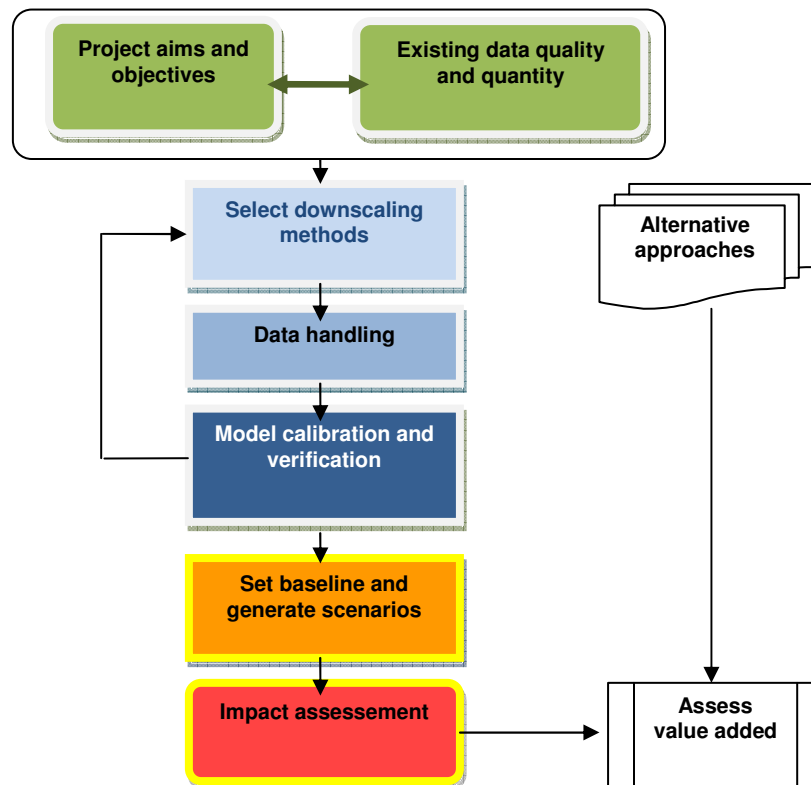 Project aims and
objectives
Existing data quality
and quantity
Select downscaling
methods
Alternative
approaches
Data handling
Model calibration and
verification
Set baseline and
generate scenarios
Impact assessement
Assess
value added